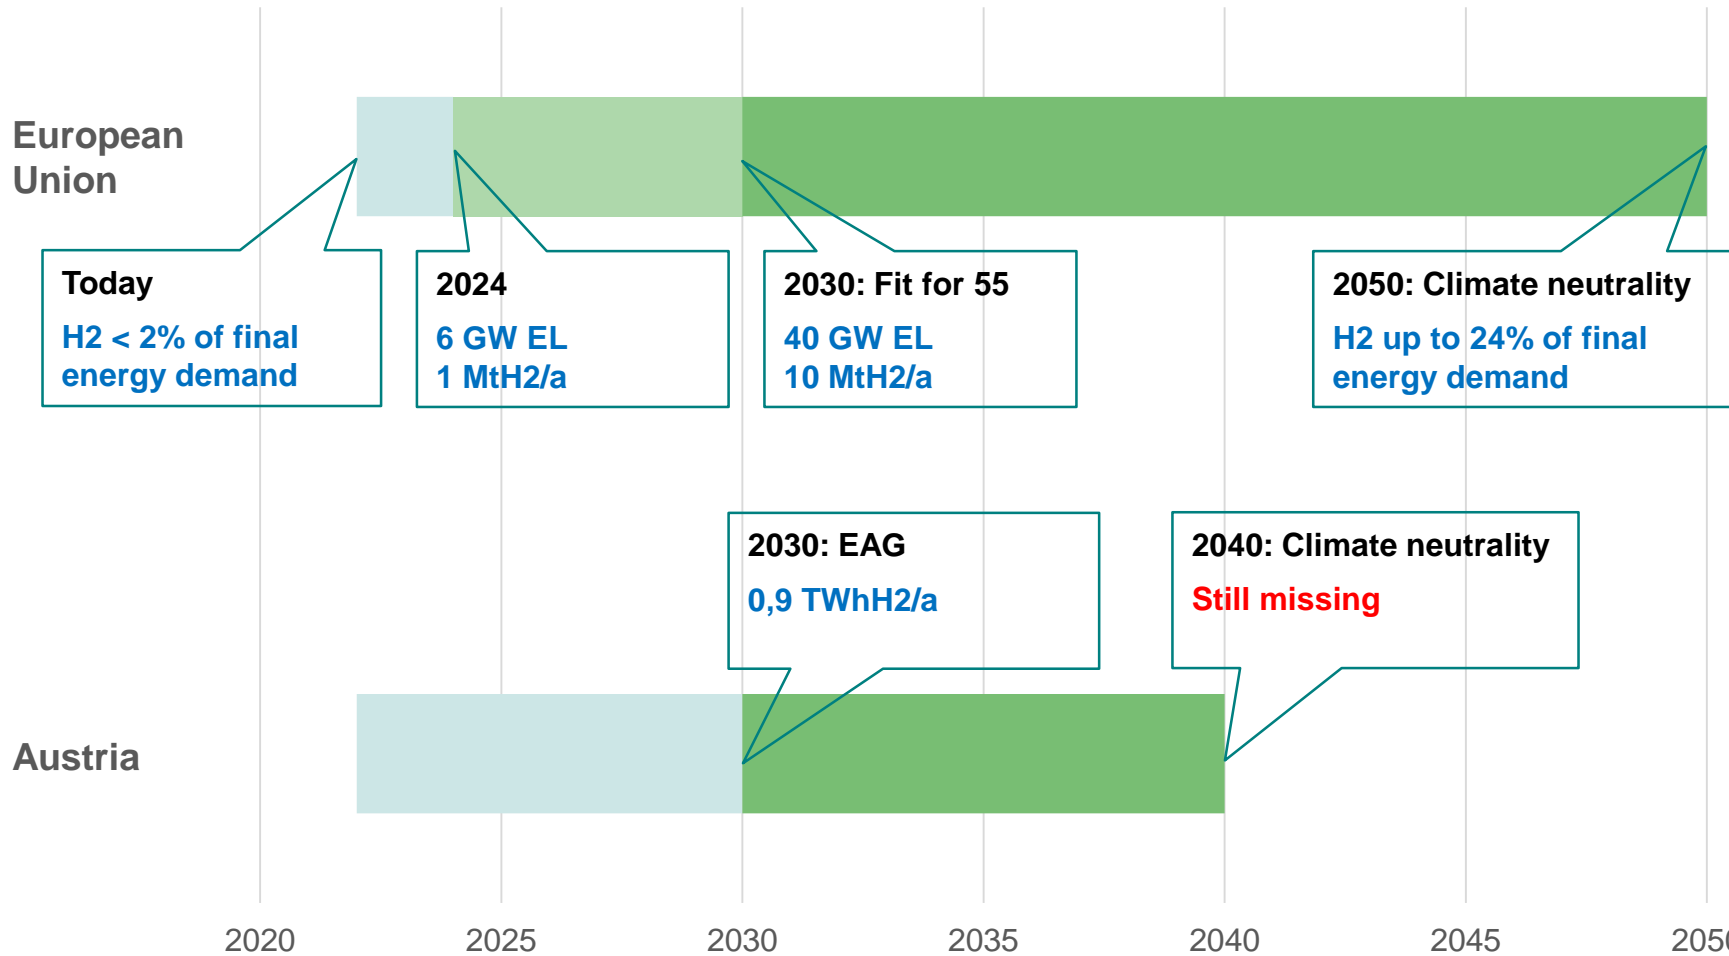 European
Union
Today
H2 < 2% of final
energy demand
2024
6 GW EL
1 MtH2/a
2030: Fit for 55
40 GW EL
10 MtH2/a
2050: Climate neutrality
H2 up to 24% of final
energy demand
2030: EAG
0,9 TWhH2/a
2040: Climate neutrality
Still missing
Austria
2020 2025 2030 2035 2040 2045 2050